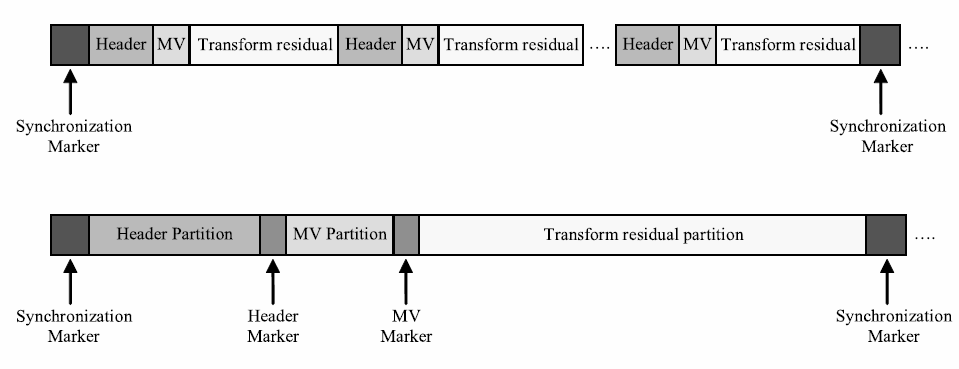 Header MV Transform residual Header MV Transform residual .... Header MV Transform residual ....
Synchronization Marker
Synchronization Marker
Header Partition MV Partition Transform residual partition ....
Synchronization Marker
Header Marker
MV Marker
Synchronization Marker